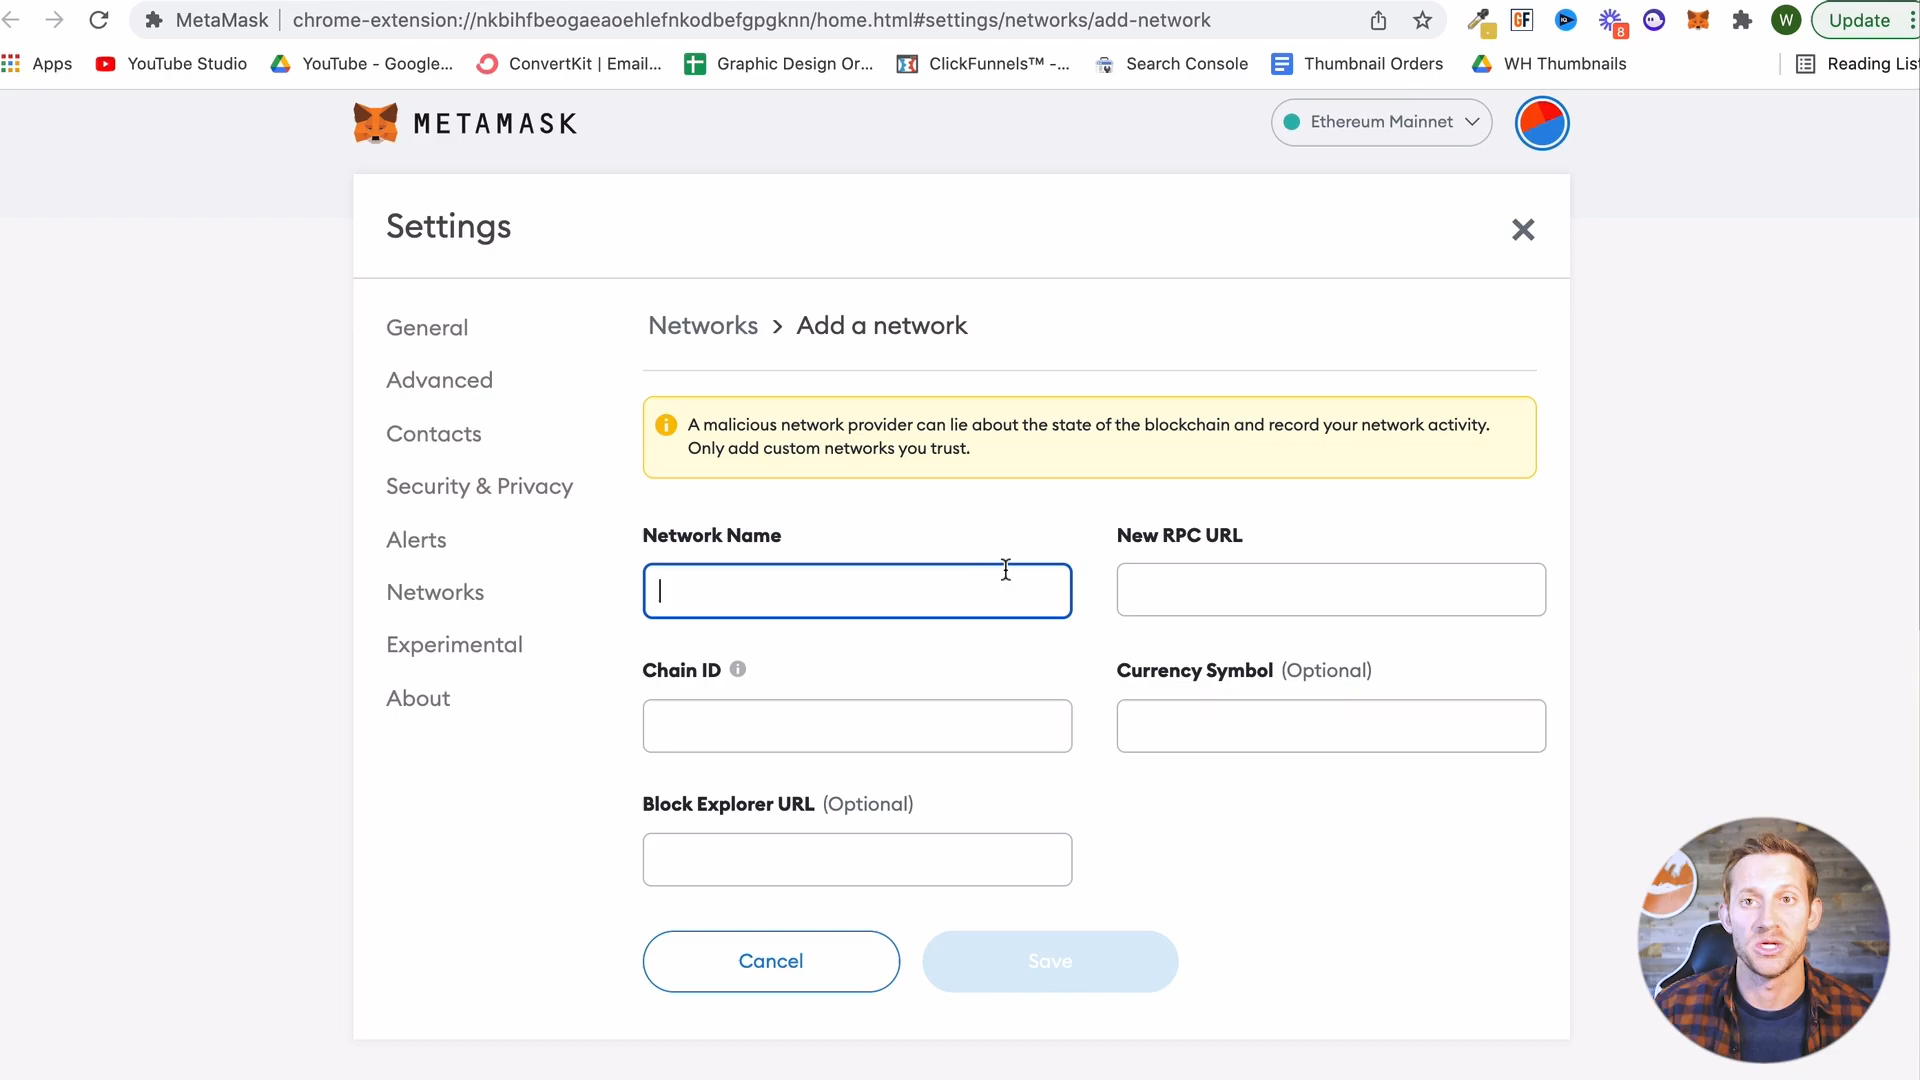 MetaMask chrome-extension://nkbihfbeogaeaoehlefnkodbefgpgknn/home.html#settings/networks/add-network GF 8 W Update
Apps YouTube Studio YouTube - Google... ConvertKit | Email... Graphic Design Or... ClickFunnels™ -... Search Console Thumbnail Orders WH Thumbnails Reading List
METAMASK Ethereum Mainnet
Settings
General
Advanced
Contacts
Security & Privacy
Alerts
Networks
Experimental
About
Networks > Add a network
A malicious network provider can lie about the state of the blockchain and record your network activity.
Only add custom networks you trust.
Network Name New RPC URL
Chain ID Currency Symbol (Optional)
Block Explorer URL (Optional)
Cancel Save